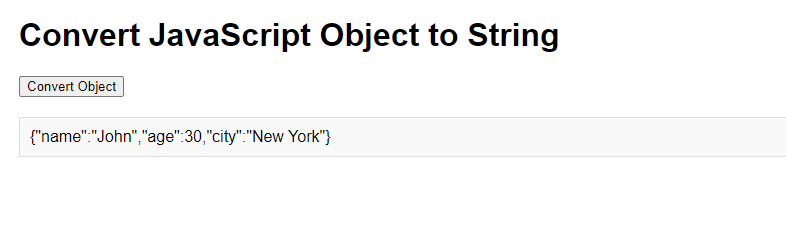 Convert JavaScript Object to String
Convert Object
{"name":"John","age":30,"city":"New York"}